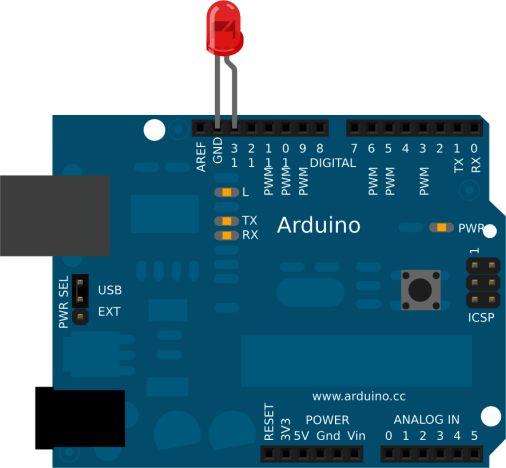 AREF
GND
13
12
PWM 11
PWM 10
PWM 9
8
DIGITAL
7
PWM 6
PWM 5
4
PWM 3
2
TX 1
RX 0
L
TX
RX
Arduino
PWR
1
ICSP
PWR SEL
USB
EXT
www.arduino.cc
POWER
RESET
3V3
5V
Gnd
Vin
ANALOG IN
0 1 2 3 4 5